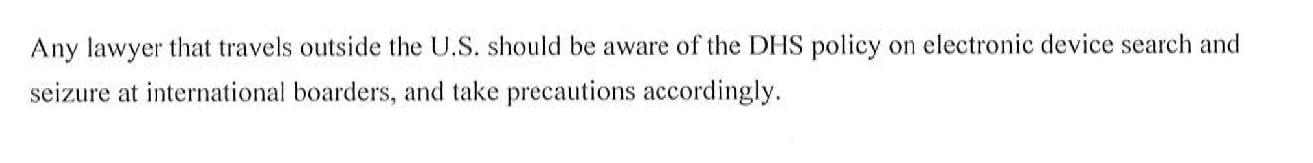 Any lawyer that travels outside the U.S. should be aware of the DHS policy on electronic device search and
seizure at international boarders, and take precautions accordingly.